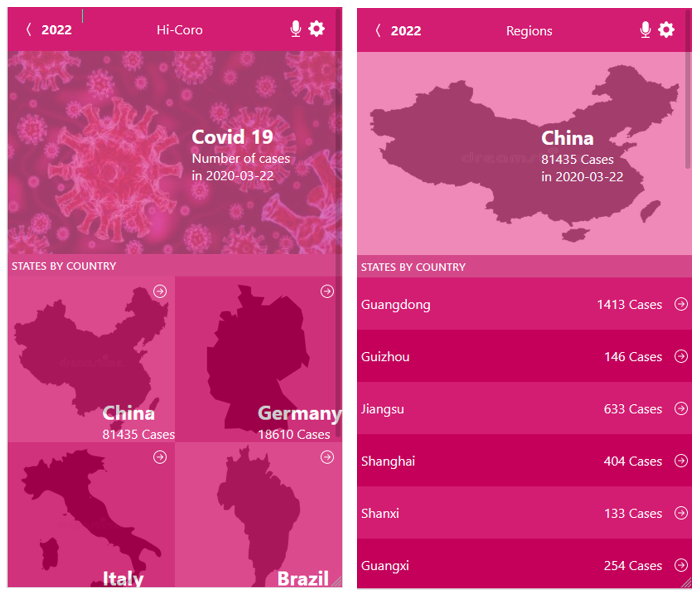 2022
Hi-Coro
Covid 19
Number of cases
in 2020-03-22
STATES BY COUNTRY
China
81435 Cases
Germany
18610 Cases
Italy
Brazil
2022
Regions
China
81435 Cases
in 2020-03-22
STATES BY COUNTRY
Guangdong 1413 Cases
Guizhou 146 Cases
Jiangsu 633 Cases
Shanghai 404 Cases
Shanxi 133 Cases
Guangxi 254 Cases